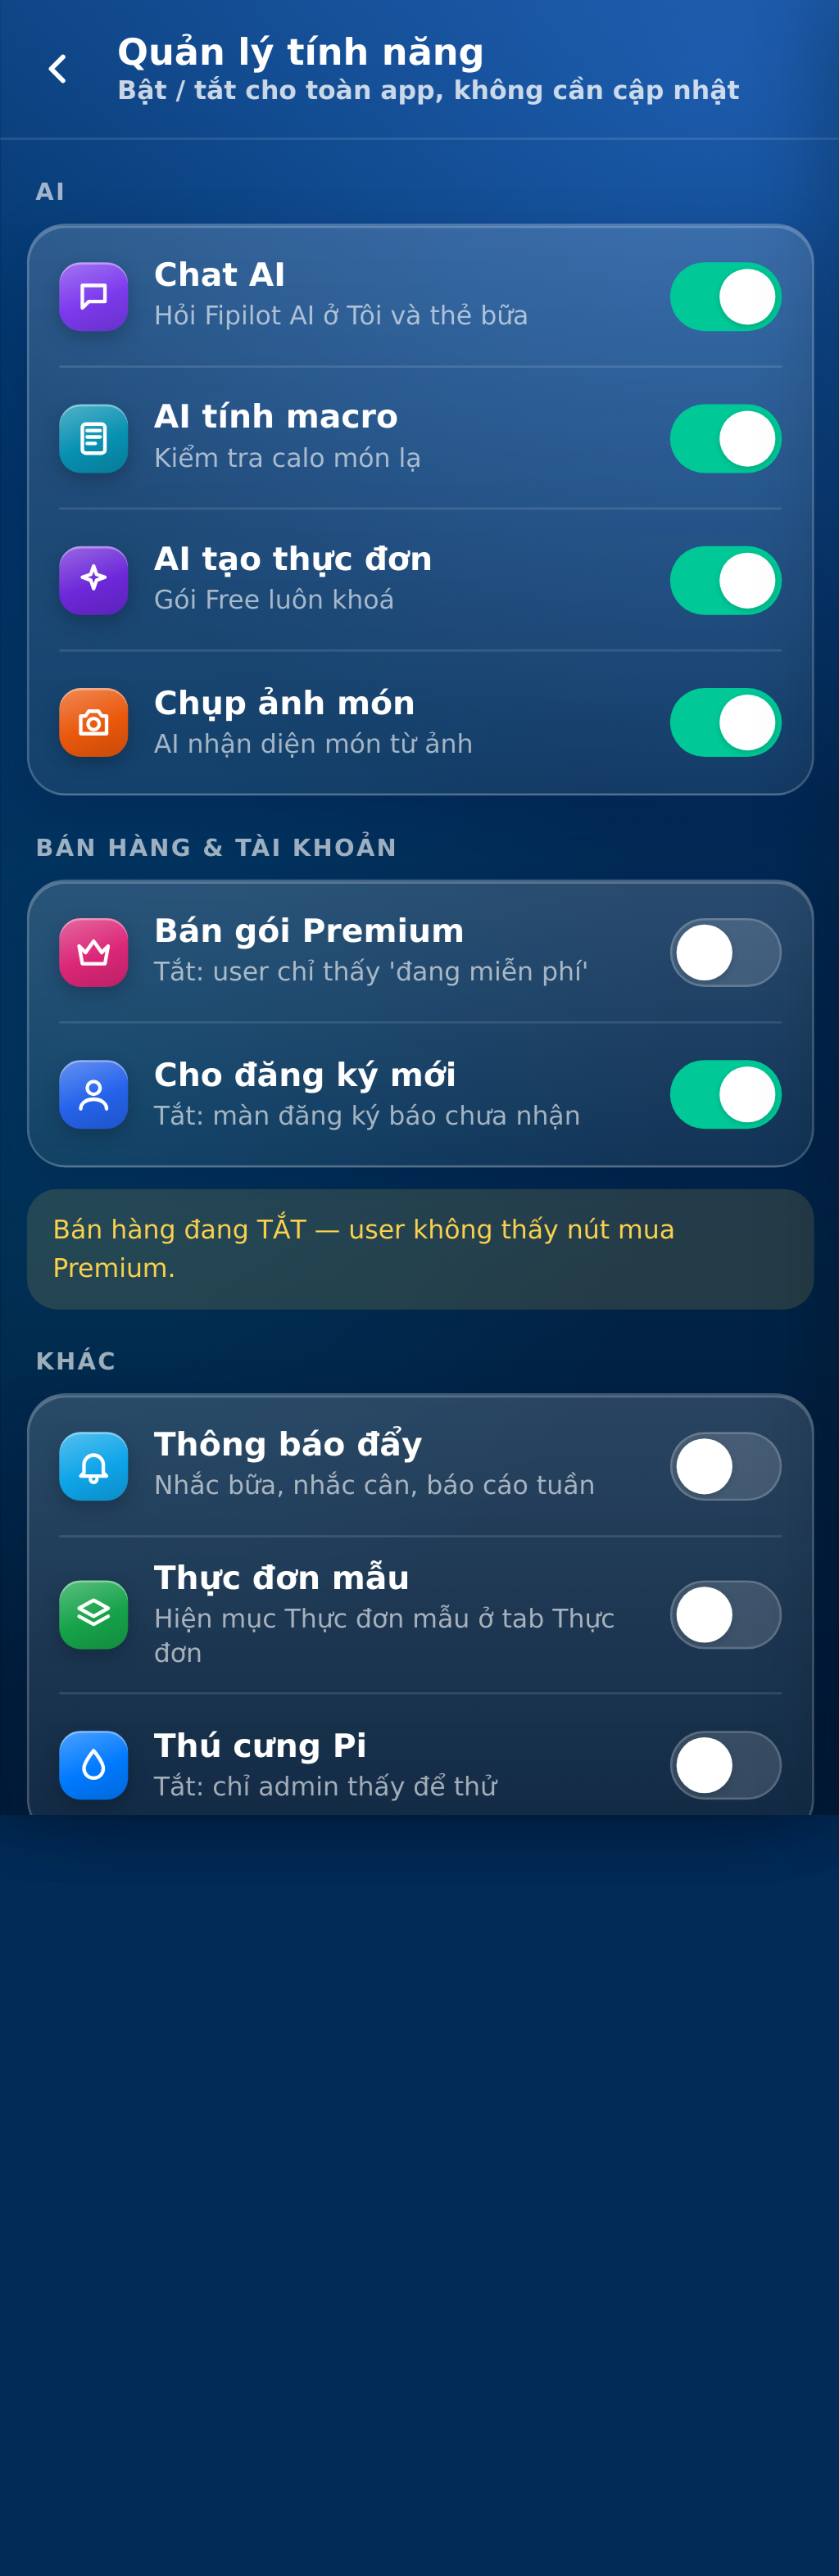 Quản lý tính năng
Bật / tắt cho toàn app, không cần cập nhật
AI
Chat AI
Hỏi Fipilot AI ở Tôi và thẻ bữa
AI tính macro
Kiểm tra calo món lạ
AI tạo thực đơn
Gói Free luôn khoá
Chụp ảnh món
AI nhận diện món từ ảnh
BÁN HÀNG & TÀI KHOẢN
Bán gói Premium
Tắt: user chỉ thấy 'đang miễn phí'
Cho đăng ký mới
Tắt: màn đăng ký báo chưa nhận
Bán hàng đang TẮT — user không thấy nút mua
Premium.
KHÁC
Thông báo đẩy
Nhắc bữa, nhắc cân, báo cáo tuần
Thực đơn mẫu
Hiện mục Thực đơn mẫu ở tab Thực
đơn
Thú cưng Pi
Tắt: chỉ admin thấy để thử